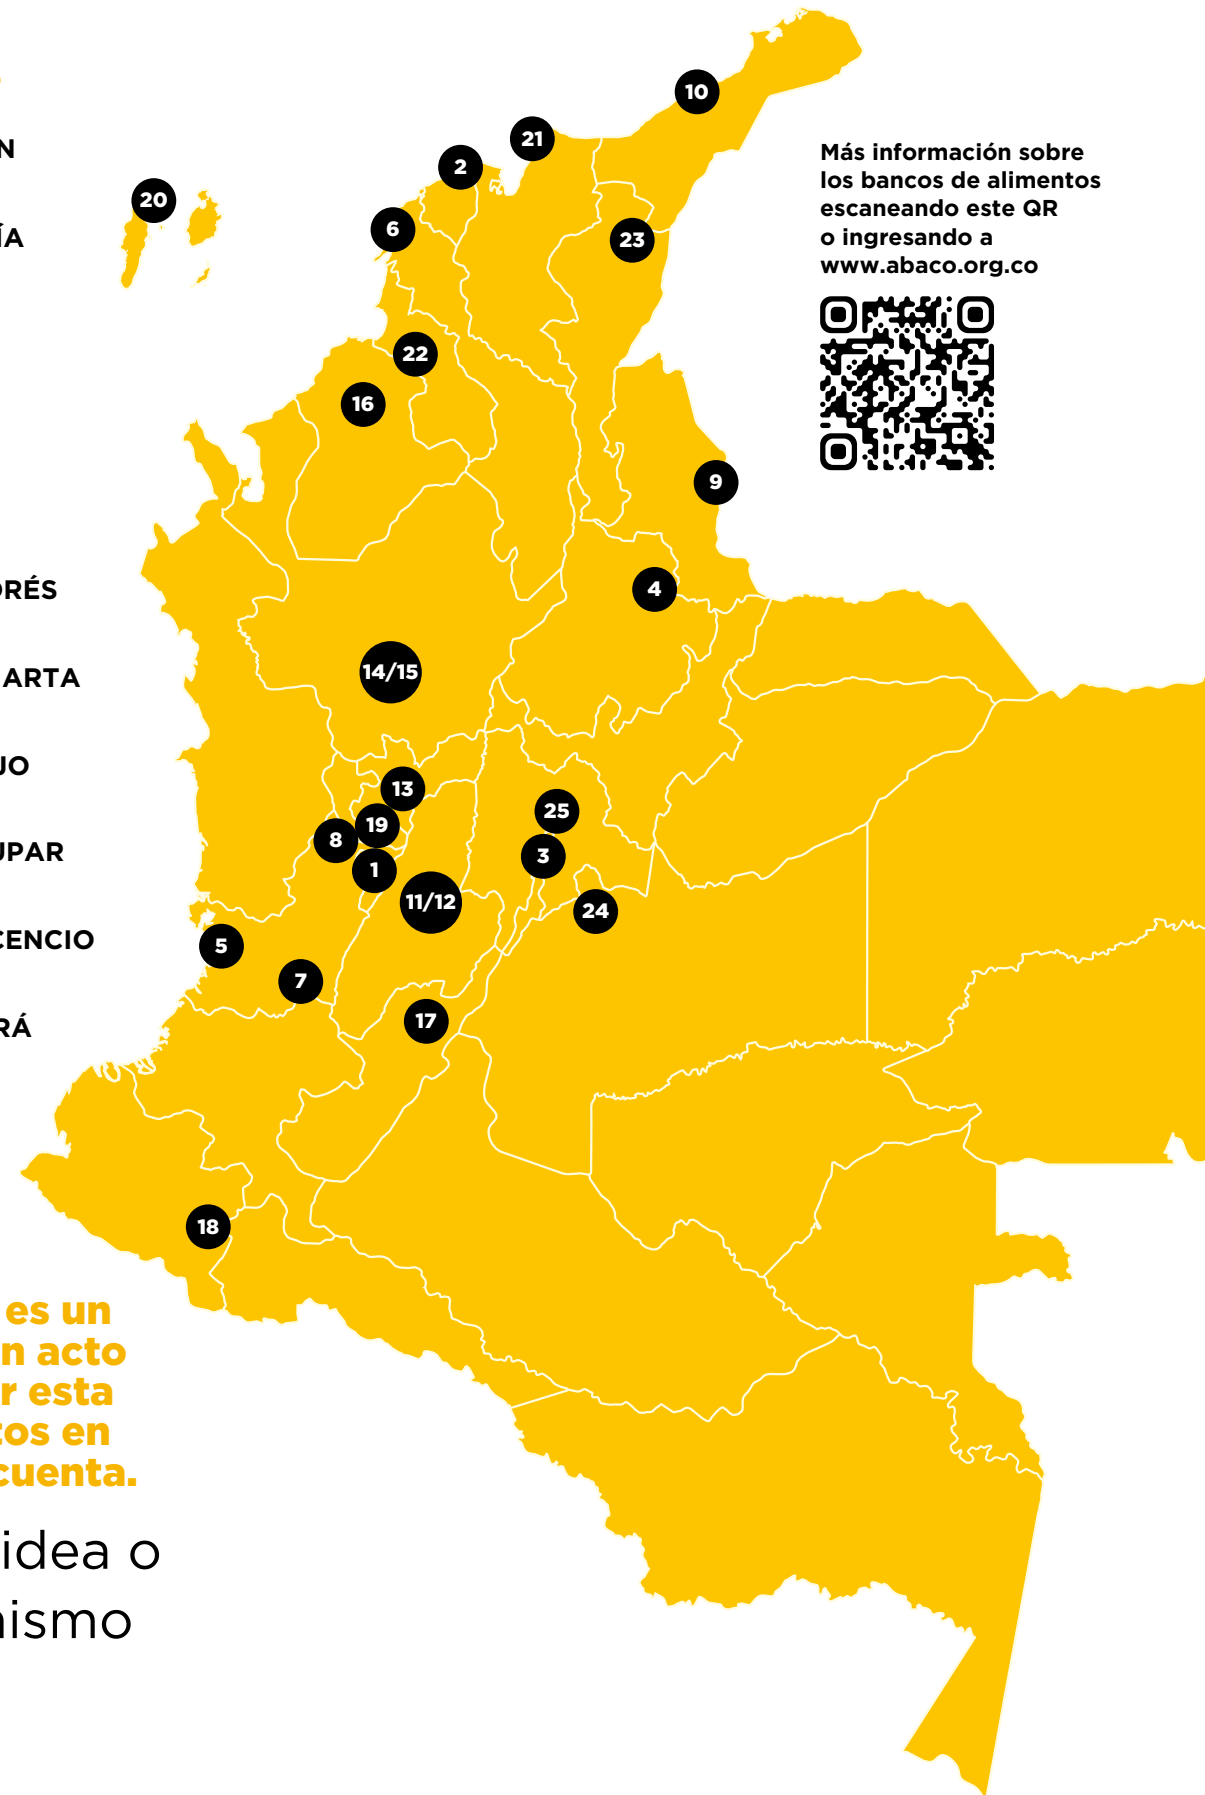 N
ÍA
ORÉS
ARTA
JO
UPAR
CENCIO
RÁ
es un
n acto
r esta
tos en
cuenta.
idea o
nismo
10
21
2
20
6
23
22
16
9
4
14/15
13
25
19
8
3
1
11/12
24
5
7
17
18
Más información sobre
los bancos de alimentos
escaneando este QR
o ingresando a
www.abaco.org.co